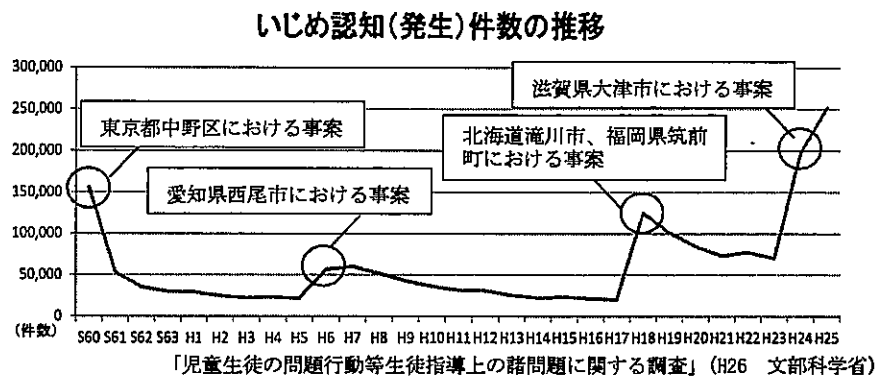 いじめ認知(発生)件数の推移
300,000
250,000
200,000
150,000
100,000
50,000
0
(件数)
東京都中野区における事案
愛知県西尾市における事案
北海道滝川市、福岡県筑前
町における事案
滋賀県大津市における事案
S60 S61 S62 S63 H1 H2 H3 H4 H5 H6 H7 H8 H9 H10 H11 H12 H13 H14 H15 H16 H17 H18 H19 H20 H21 H22 H23 H24 H25
「児童生徒の問題行動等生徒指導上の諸問題に関する調査」(H26 文部科学省)